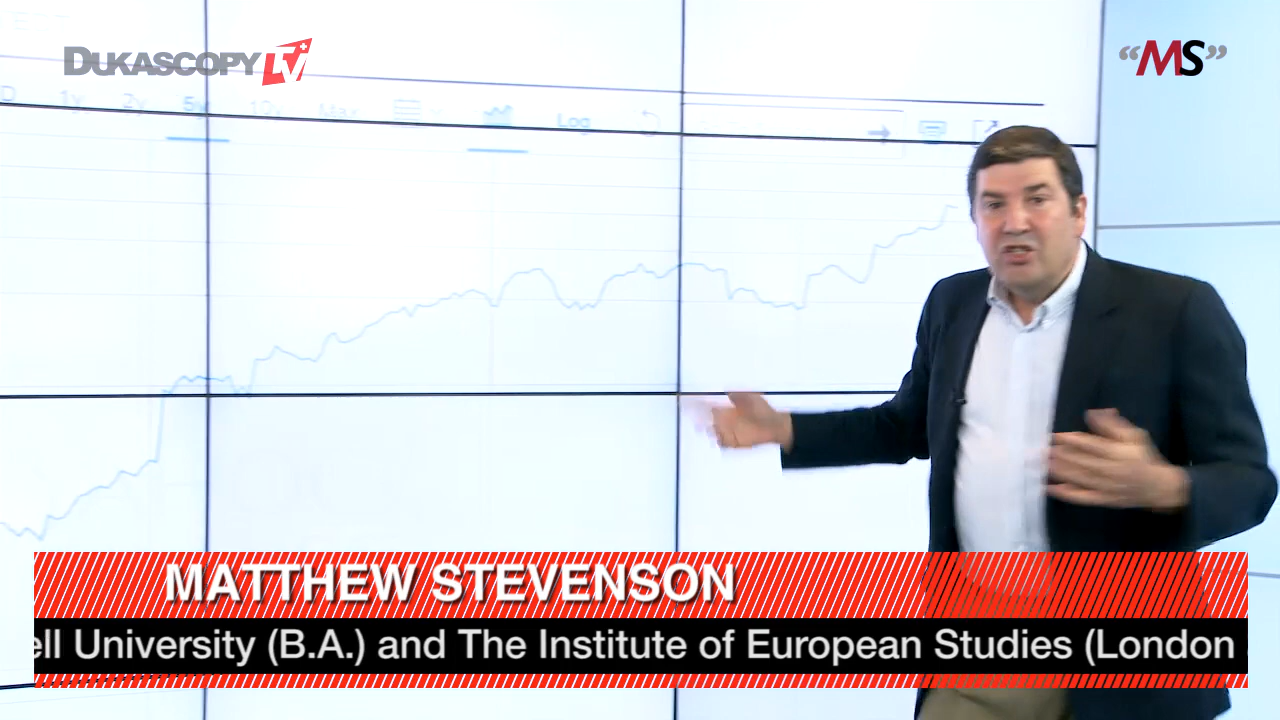 DUKASCOPY TV
“MS”
1y 2y 5y 10y Max Log
MATTHEW STEVENSON
ell University (B.A.) and The Institute of European Studies (London